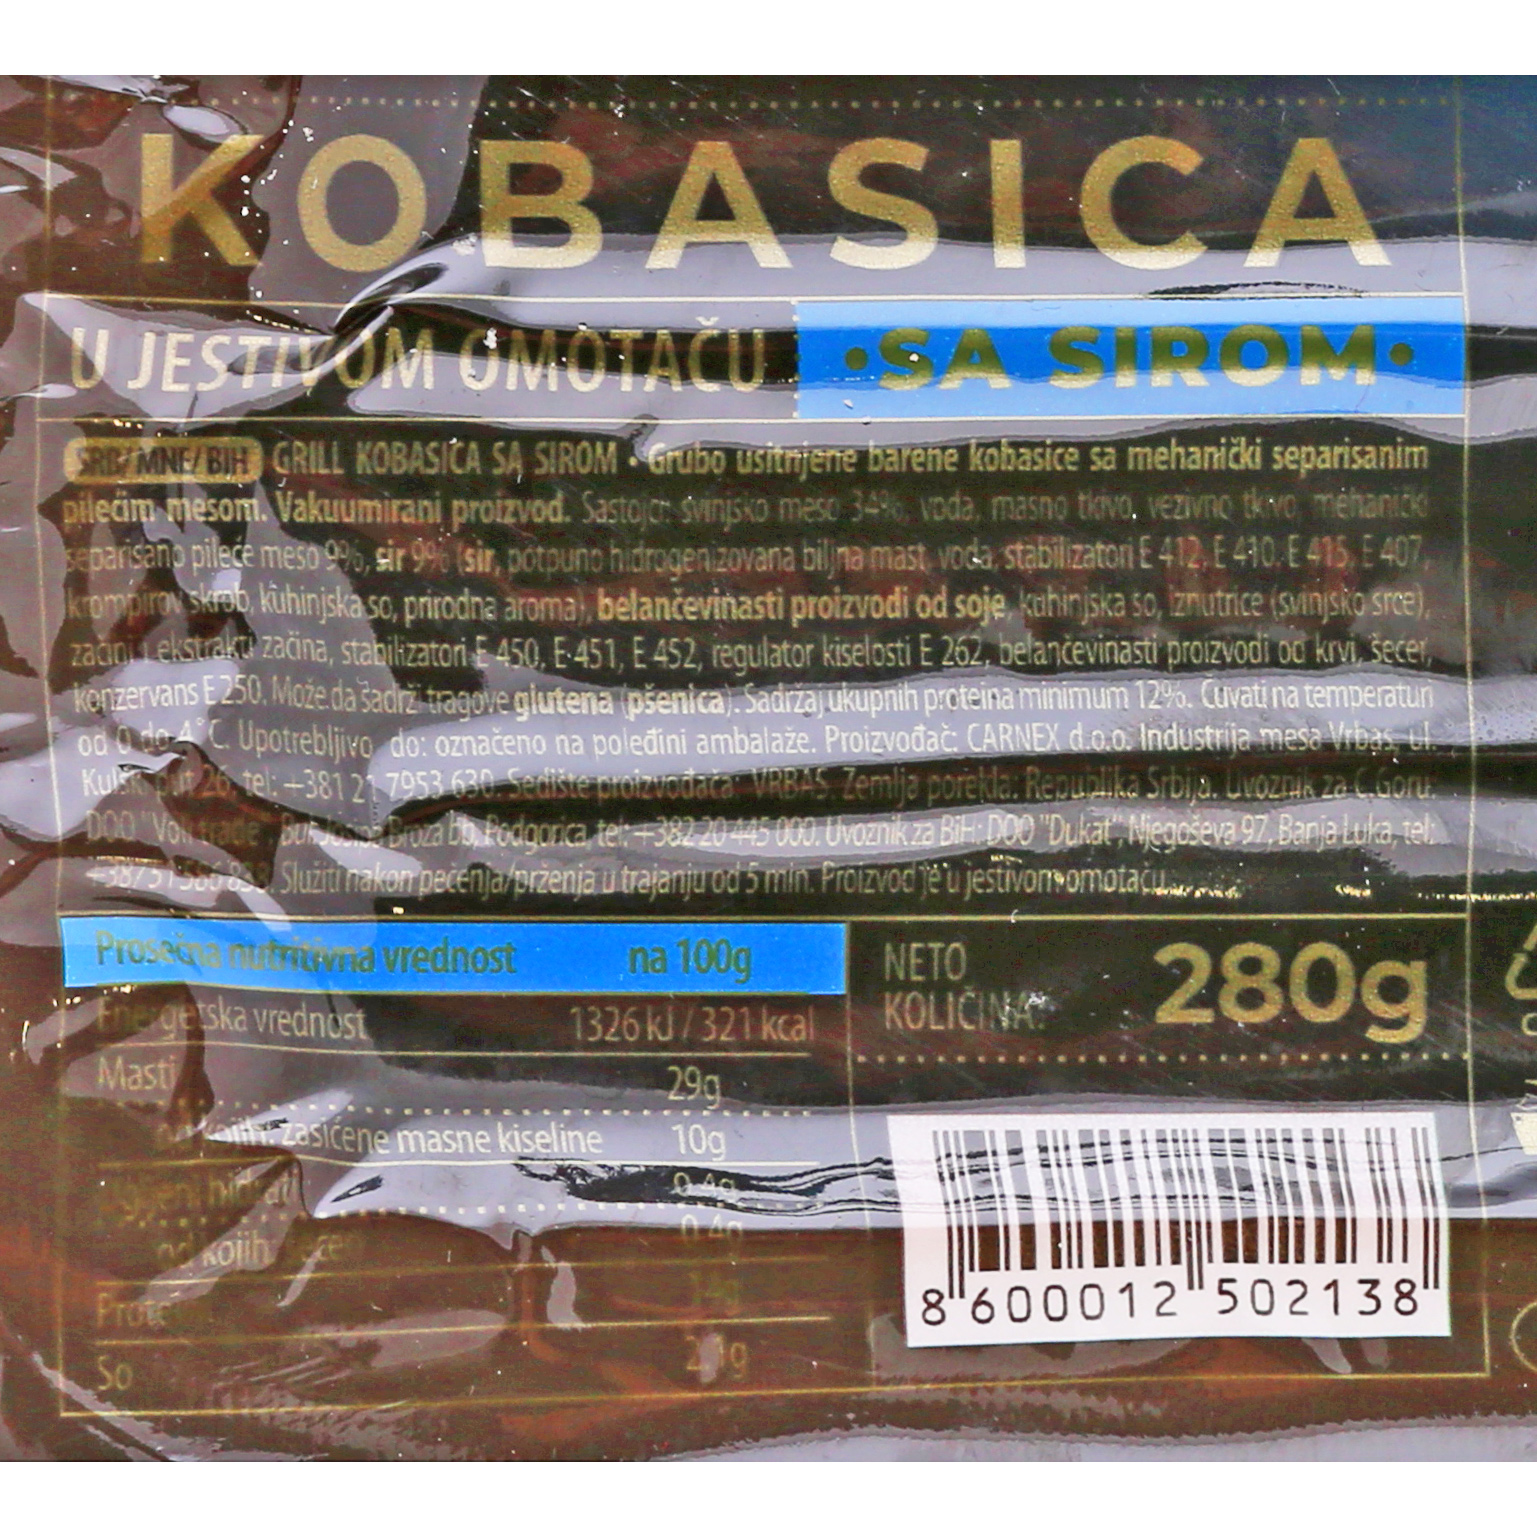 KOBASICA
U JESTIVOM OMOTAČU •SA SIROM•
SRB/MNE/BIH GRILL KOBASICA SA SIROM • Grubo usitnjene barene kobasice sa mehanički separisanim
pilećim mesom. Vakuumirani proizvod. Sastojci: svinjsko meso 34%, voda, masno tkivo, vezivno tkivo, mehanički
separisano pileće meso 9%, sir 9% (sir, potpuno hidrogenizovana biljna mast, voda, stabilizatori E 412, E 410, E 415, E 407,
krompirov skrob, kuhinjska so, prirodna aroma), belančevinasti proizvodi od soje, kuhinjska so, iznutrice (svinjsko srce),
začini i ekstrakti začina, stabilizatori E 450, E 451, E 452, regulator kiselosti E 262, belančevinasti proizvodi od krvi, šećer,
konzervans E 250. Može da sadrži tragove glutena (pšenica). Sadržaj ukupnih proteina minimum 12%. Čuvati na temperaturi
od 0 do 4°C. Upotrebljivo do: označeno na poleđini ambalaže. Proizvođač: CARNEX d.o.o. Industrija mesa Vrbas, ul.
Kulski put 26, tel: +381 21 7953 630. Sedište proizvođača: VRBAS. Zemlja porekla: Republika Srbija. Uvoznik za C.Goru:
DOO "Voli trade" Bul. Josipa Broza bb, Podgorica, tel: +382 20 445 000. Uvoznik za BiH: DOO "Dukat", Njegoševa 97, Banja Luka, tel:
Služiti nakon pečenja/prženja u trajanju od 5 min. Proizvod je u jestivom omotaču.
Prosečna nutritivna vrednost na 100g
Energetska vrednost 1326 kJ / 321 kcal
Masti 29g
od kojih: zasićene masne kiseline 10g
Ugljeni hidrati 0,4g
od kojih šećeri 0,4g
14g
So
NETO
KOLIČINA: 280g
8 600012 502138